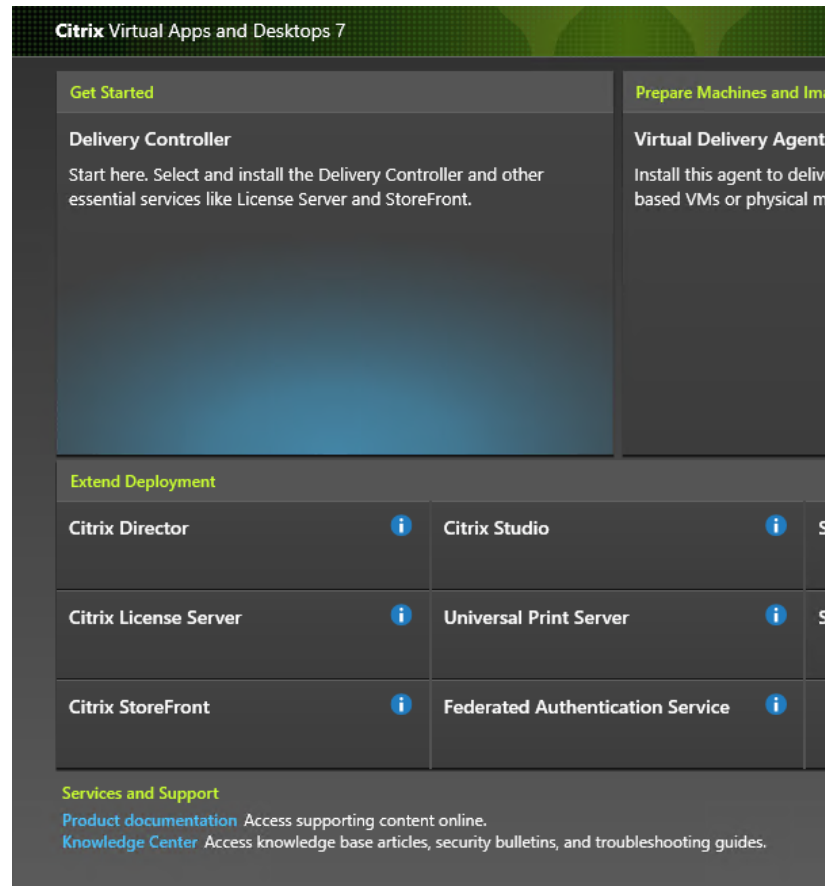 Citrix Virtual Apps and Desktops 7
Get Started
Delivery Controller
Start here. Select and install the Delivery Controller and other
essential services like License Server and StoreFront.
Prepare Machines and
Virtual Delivery Agent
Install this agent to
based VMs or physical
Extend Deployment
Citrix Director
Citrix Studio
S
Citrix License Server
Universal Print Server
S
Citrix StoreFront
Federated Authentication Service
Services and Support
Product documentation Access supporting content online.
Knowledge Center Access knowledge base articles, security bulletins, and troubleshooting guides.